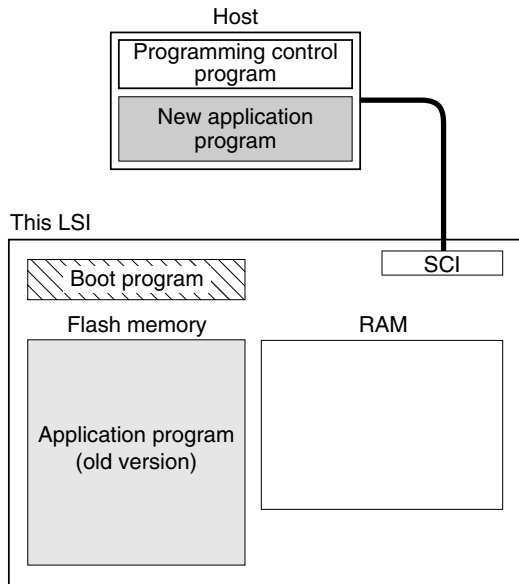 Host
Programming control
program
New application
program
This LSI
SCI
Boot program
Flash memory
RAM
Application program
(old version)